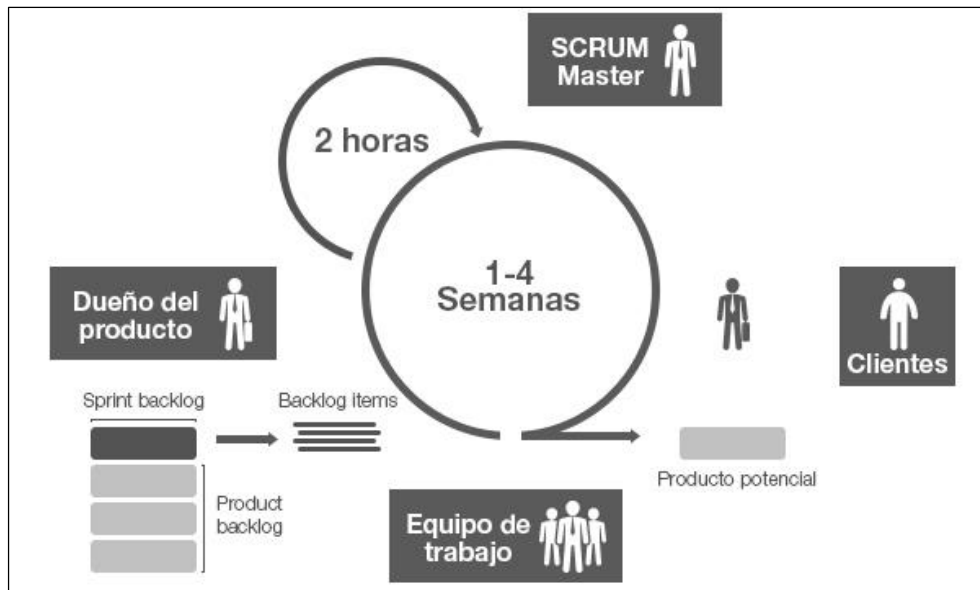 SCRUM
Master
2 horas
1-4
Semanas
Dueño del
producto
Clientes
Sprint backlog
Backlog items
Product
backlog
Producto potencial
Equipo de
trabajo